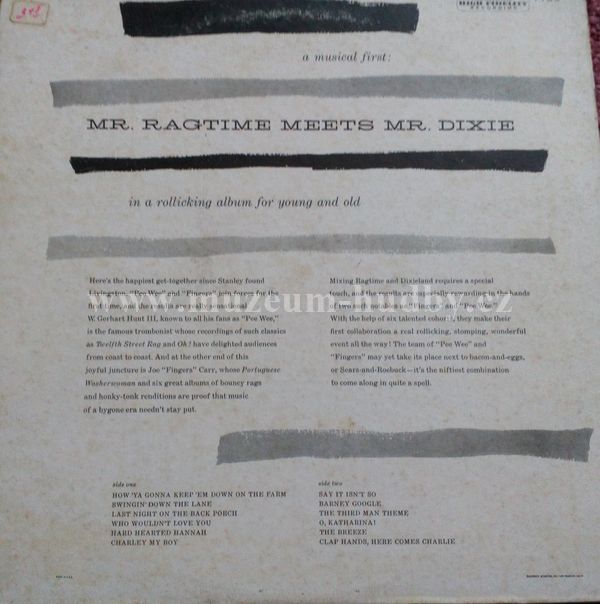 HIGH FIDELITY
RECORDING
a musical first:
MR. RAGTIME MEETS MR. DIXIE
in a rollicking album for young and old
Here's the happiest get-together since Stanley found
Livingston. "Pee Wee" and "Fingers" join forces for the
first time, and the results are really sensational
W. Gerhart Hunt III, known to all his fans as "Pee Wee,"
is the famous trombonist whose recordings of such classics
as Twelfth Street Rag and Oh! have delighted audiences
from coast to coast. And at the other end of this
joyful juncture is Joe "Fingers" Carr, whose Portuguese
Washerwoman and six great albums of bouncy rags
and honky-tonk renditions are proof that music
of a bygone era needn't stay put.
Mixing Ragtime and Dixieland requires a special
touch, and the results are especially rewarding in the hands
of two such notables as "Fingers" and "Pee Wee."
With the help of six talented cohorts, they make their
first collaboration a real rollicking, stomping, wonderful
event all the way! The team of "Pee Wee" and
"Fingers" may yet take its place next to bacon-and-eggs,
or Sears-and-Roebuck—it's the niftiest combination
to come along in quite a spell.
side one
HOW 'YA GONNA KEEP 'EM DOWN ON THE FARM
SWINGIN' DOWN THE LANE
LAST NIGHT ON THE BACK PORCH
WHO WOULDN'T LOVE YOU
HARD HEARTED HANNAH
CHARLEY MY BOY
side two
SAY IT ISN'T SO
BARNEY GOOGLE
THE THIRD MAN THEME
O, KATHARINA!
THE BREEZE
CLAP HANDS, HERE COMES CHARLIE